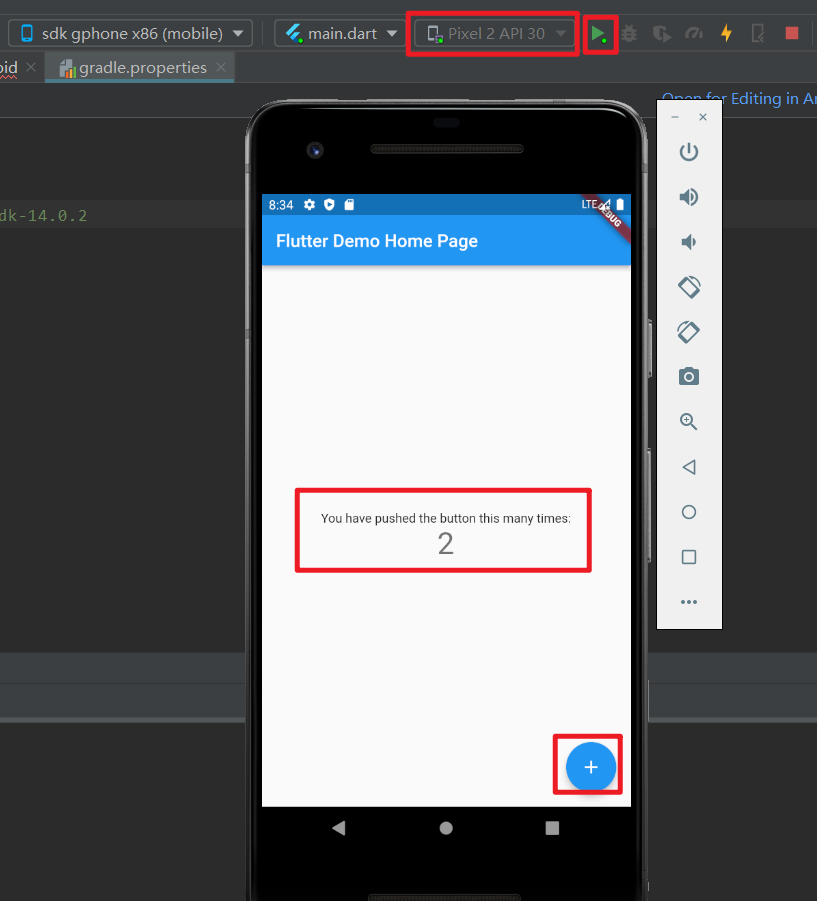 sdk gphone x86 (mobile) main.dart Pixel 2 API 30
oid gradle.properties
Open for Editing in An
dk-14.0.2
8:34 LTE
DEBUG
Flutter Demo Home Page
You have pushed the button this many times:
2